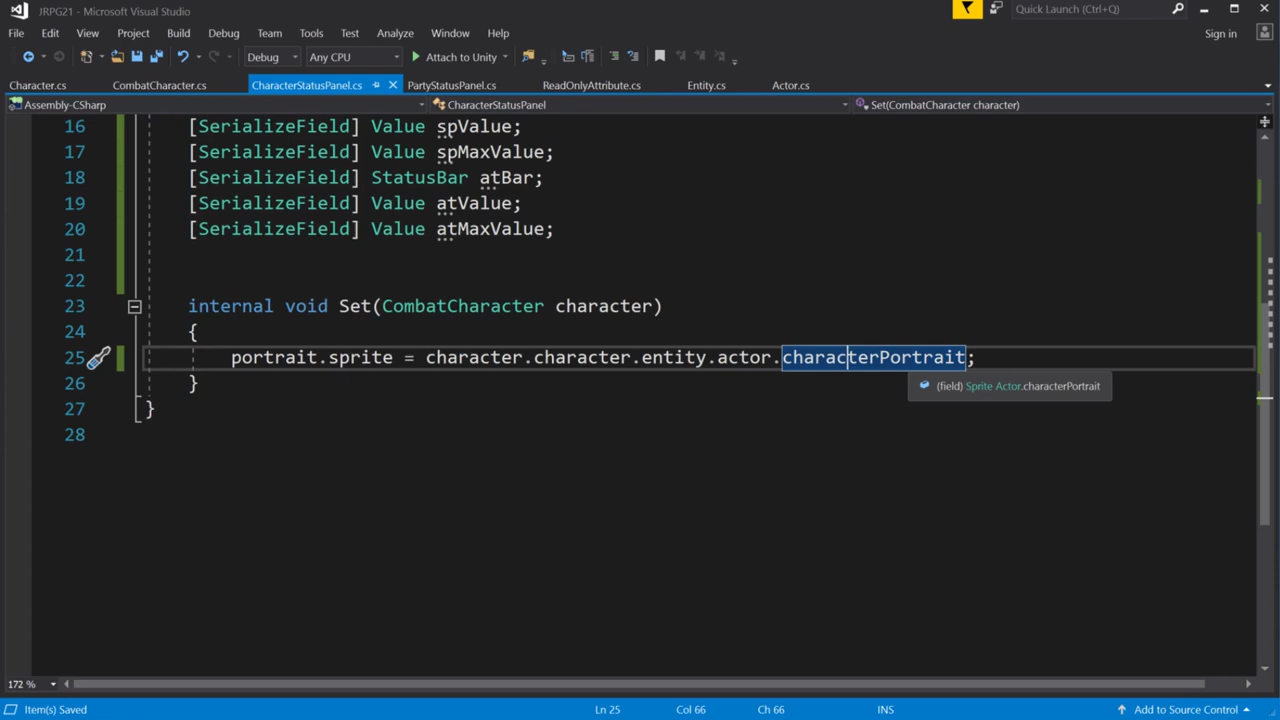 JRPG21 - Microsoft Visual Studio
Quick Launch (Ctrl+Q)
File Edit View Project Build Debug Team Tools Test Analyze Window Help
Sign in
Debug Any CPU Attach to Unity
Character.cs CombatCharacter.cs CharacterStatusPanel.cs PartyStatusPanel.cs ReadOnlyAttribute.cs Entity.cs Actor.cs
Assembly-CSharp CharacterStatusPanel Set(CombatCharacter character)
16 [SerializeField] Value spValue;
17 [SerializeField] Value spMaxValue;
18 [SerializeField] StatusBar atBar;
19 [SerializeField] Value atValue;
20 [SerializeField] Value atMaxValue;
21
22
23 internal void Set(CombatCharacter character)
24 {
25 portrait.sprite = character.character.entity.actor.characterPortrait;
26 }
(field) Sprite Actor.characterPortrait
27 }
28
172 %
Item(s) Saved Ln 25 Col 66 Ch 66 INS Add to Source Control